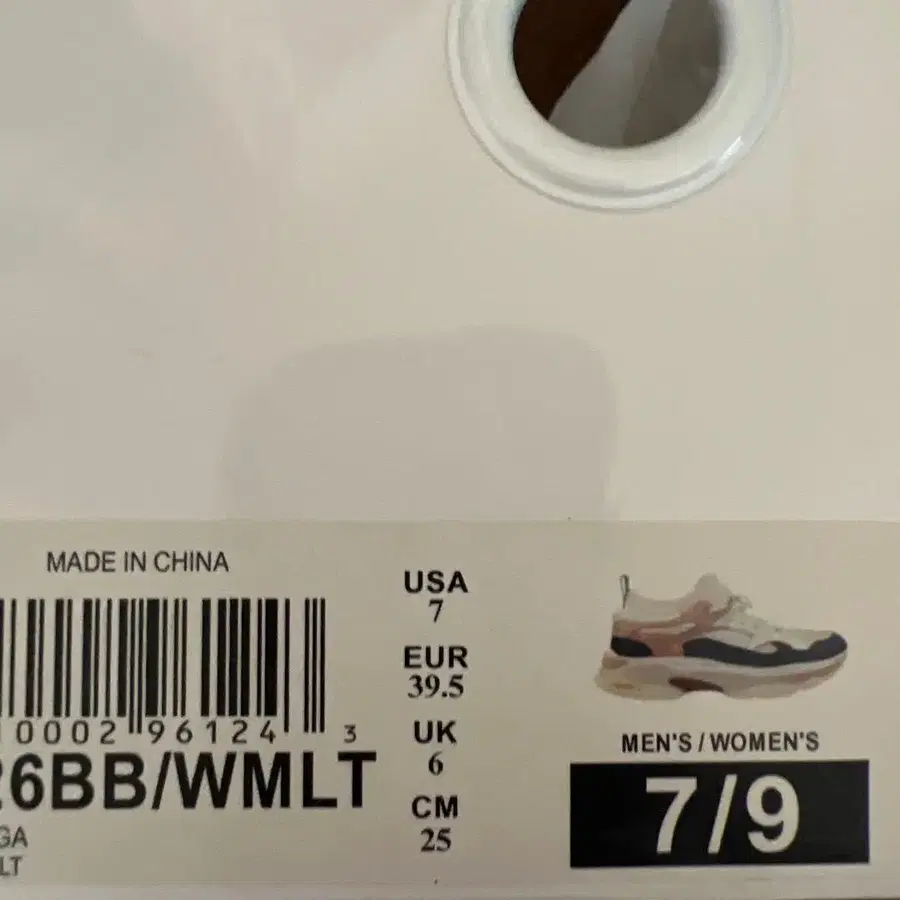 MADE IN CHINA
0002 96124 3
26BB/WMLT
GA
LT
USA
7
EUR
39.5
UK
6
CM
25
MEN'S / WOMEN'S
7/9